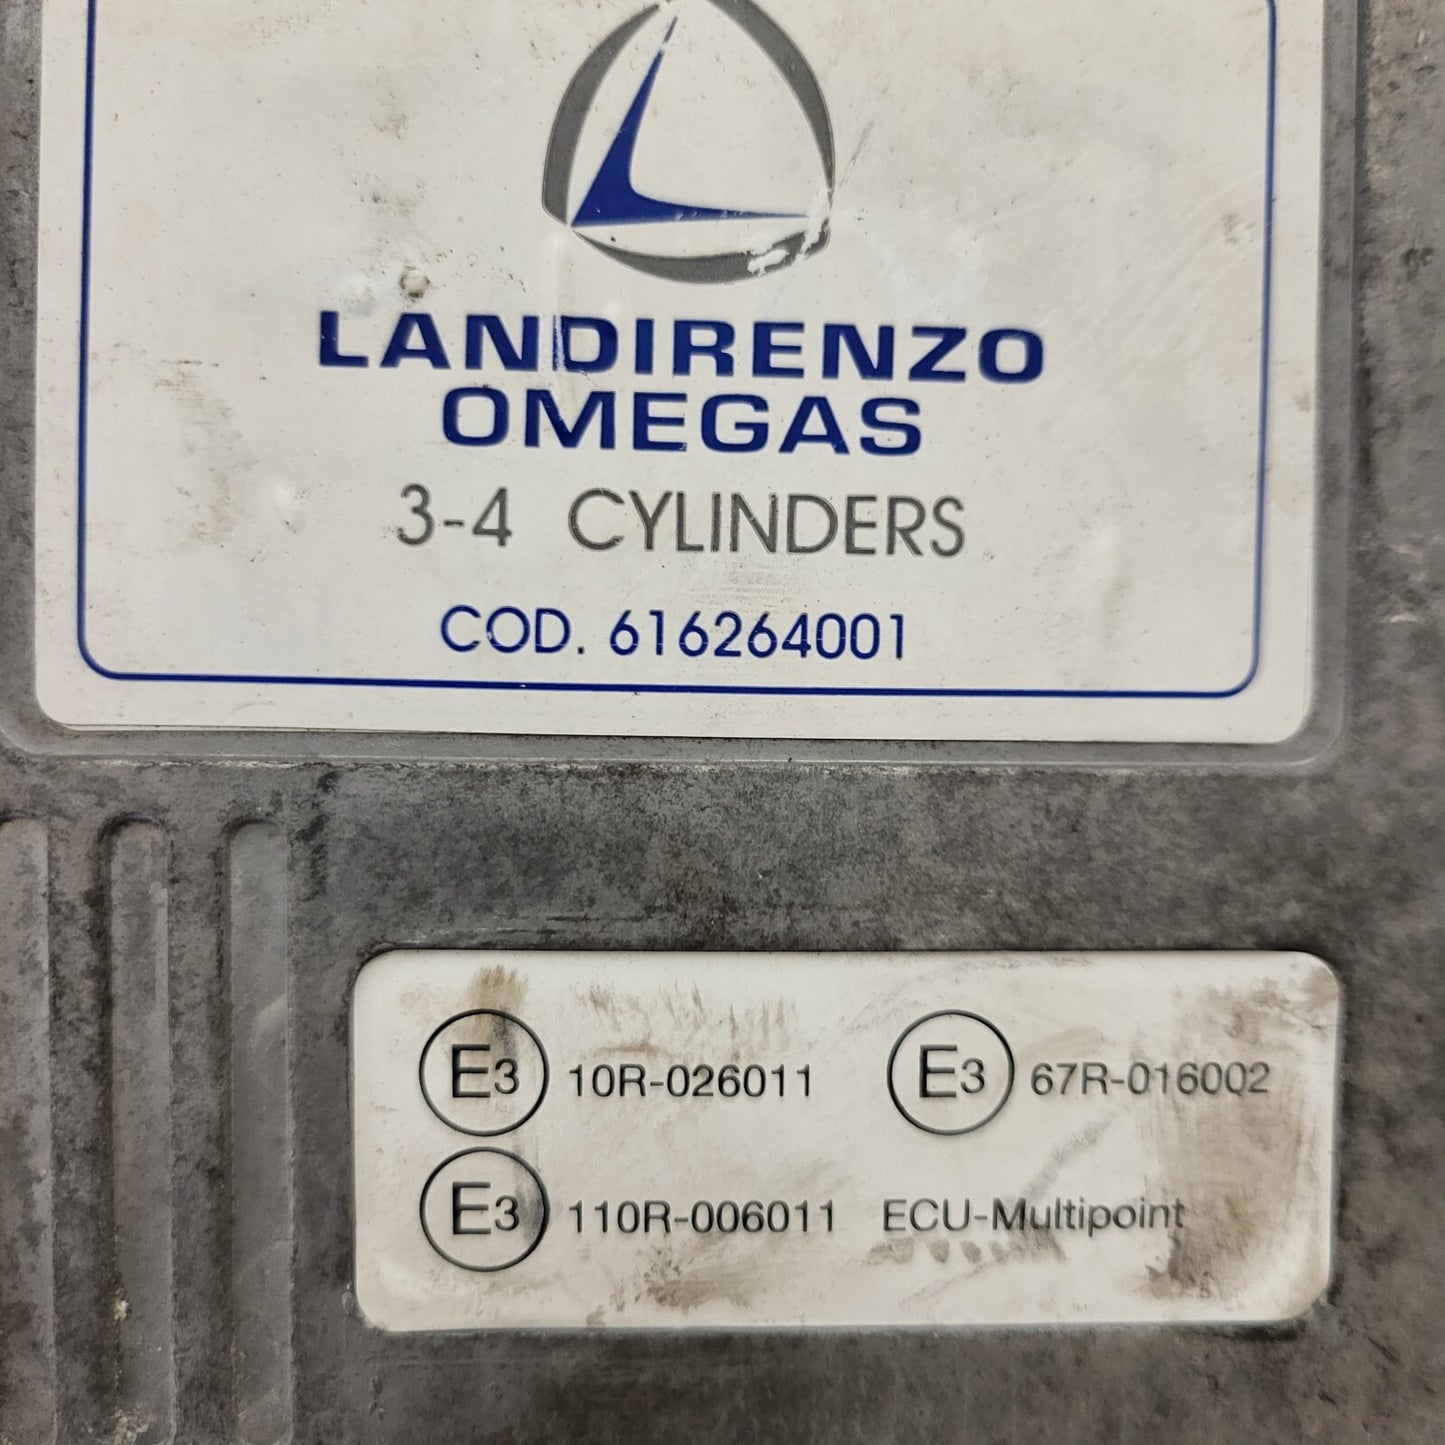 LANDIRENZO
OMEGAS
3-4 CYLINDERS
COD. 616264001
E3 10R-026011 E3 67R-016002
E3 110R-006011 ECU-Multipoint